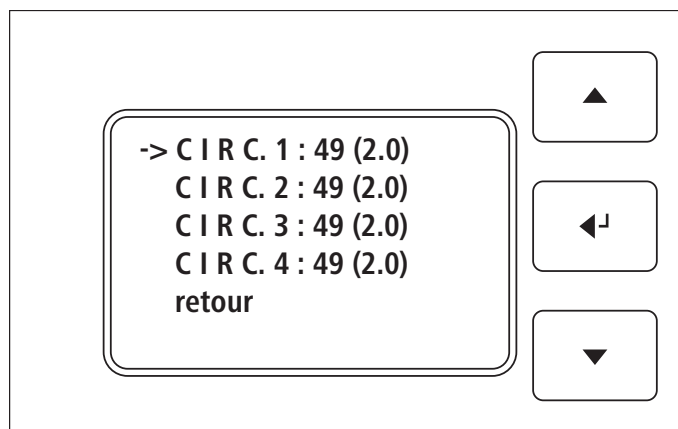 -> C I R C. 1 : 49 (2.0)
C I R C. 2 : 49 (2.0)
C I R C. 3 : 49 (2.0)
C I R C. 4 : 49 (2.0)
retour